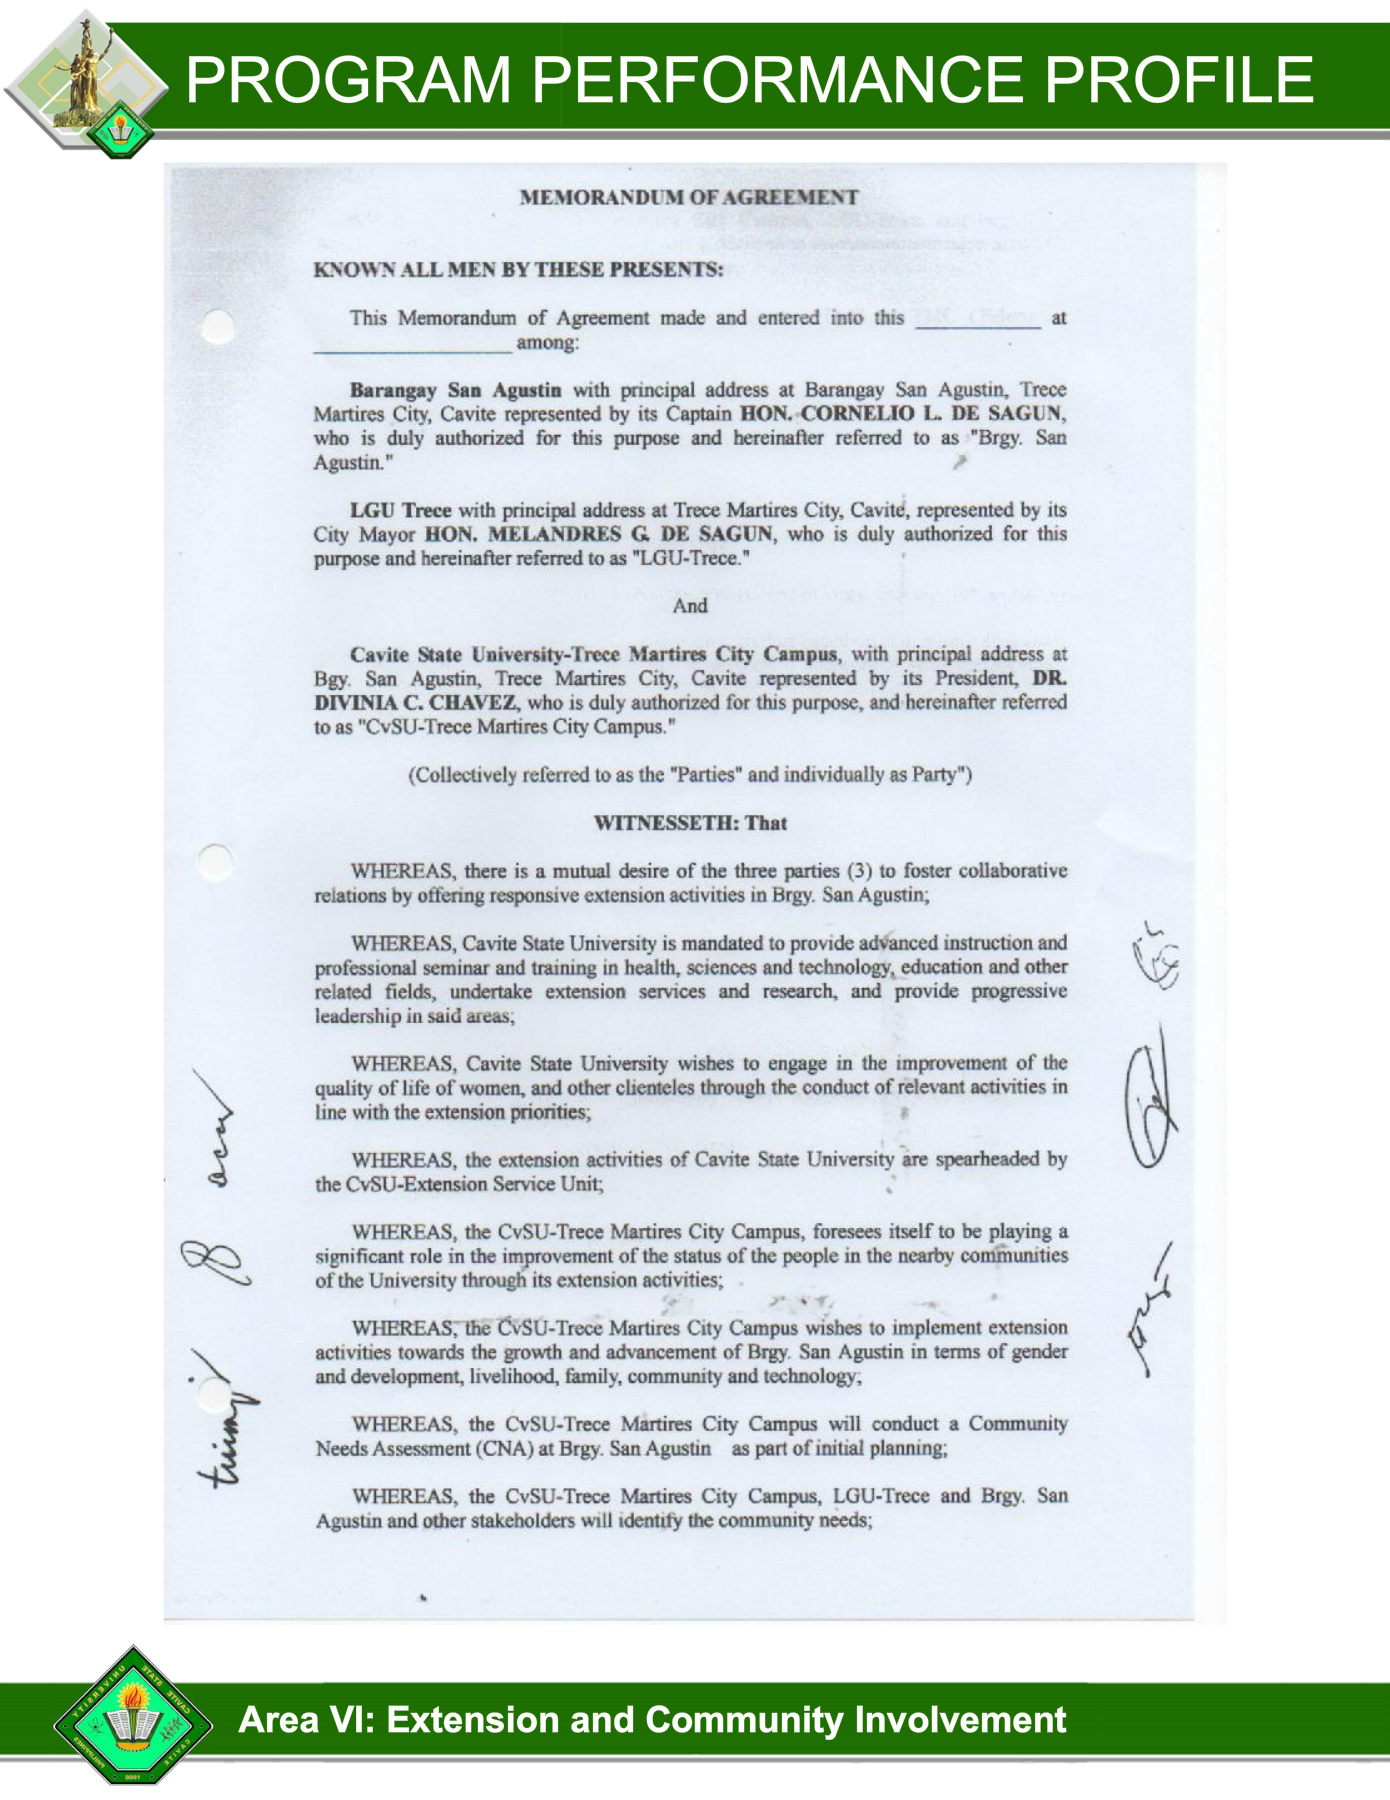 PROGRAM PERFORMANCE PROFILE
MEMORANDUM OF AGREEMENT
KNOWN ALL MEN BY THESE PRESENTS:
This Memorandum of Agreement made and entered into this ____________ at
___________________ among:
Barangay San Agustin with principal address at Barangay San Agustin, Trece
Martires City, Cavite represented by its Captain HON. CORNELIO L. DE SAGUN,
who is duly authorized for this purpose and hereinafter referred to as "Brgy. San
Agustin."
LGU Trece with principal address at Trece Martires City, Cavite, represented by its
City Mayor HON. MELANDRES G. DE SAGUN, who is duly authorized for this
purpose and hereinafter referred to as "LGU-Trece."
And
Cavite State University-Trece Martires City Campus, with principal address at
Bgy. San Agustin, Trece Martires City, Cavite represented by its President, DR.
DIVINIA C. CHAVEZ, who is duly authorized for this purpose, and hereinafter referred
to as "CvSU-Trece Martires City Campus."
(Collectively referred to as the "Parties" and individually as Party")
WITNESSETH: That
WHEREAS, there is a mutual desire of the three parties (3) to foster collaborative
relations by offering responsive extension activities in Brgy. San Agustin;
WHEREAS, Cavite State University is mandated to provide advanced instruction and
professional seminar and training in health, sciences and technology, education and other
related fields, undertake extension services and research, and provide progressive
leadership in said areas;
WHEREAS, Cavite State University wishes to engage in the improvement of the
quality of life of women, and other clienteles through the conduct of relevant activities in
line with the extension priorities;
WHEREAS, the extension activities of Cavite State University are spearheaded by
the CvSU-Extension Service Unit;
WHEREAS, the CvSU-Trece Martires City Campus, foresees itself to be playing a
significant role in the improvement of the status of the people in the nearby communities
of the University through its extension activities;
WHEREAS, the CvSU-Trece Martires City Campus wishes to implement extension
activities towards the growth and advancement of Brgy. San Agustin in terms of gender
and development, livelihood, family, community and technology;
WHEREAS, the CvSU-Trece Martires City Campus will conduct a Community
Needs Assessment (CNA) at Brgy. San Agustin as part of initial planning;
WHEREAS, the CvSU-Trece Martires City Campus, LGU-Trece and Brgy. San
Agustin and other stakeholders will identify the community needs;
CAVITE STATE UNIVERSITY
PHILIPPINES
Area VI: Extension and Community Involvement